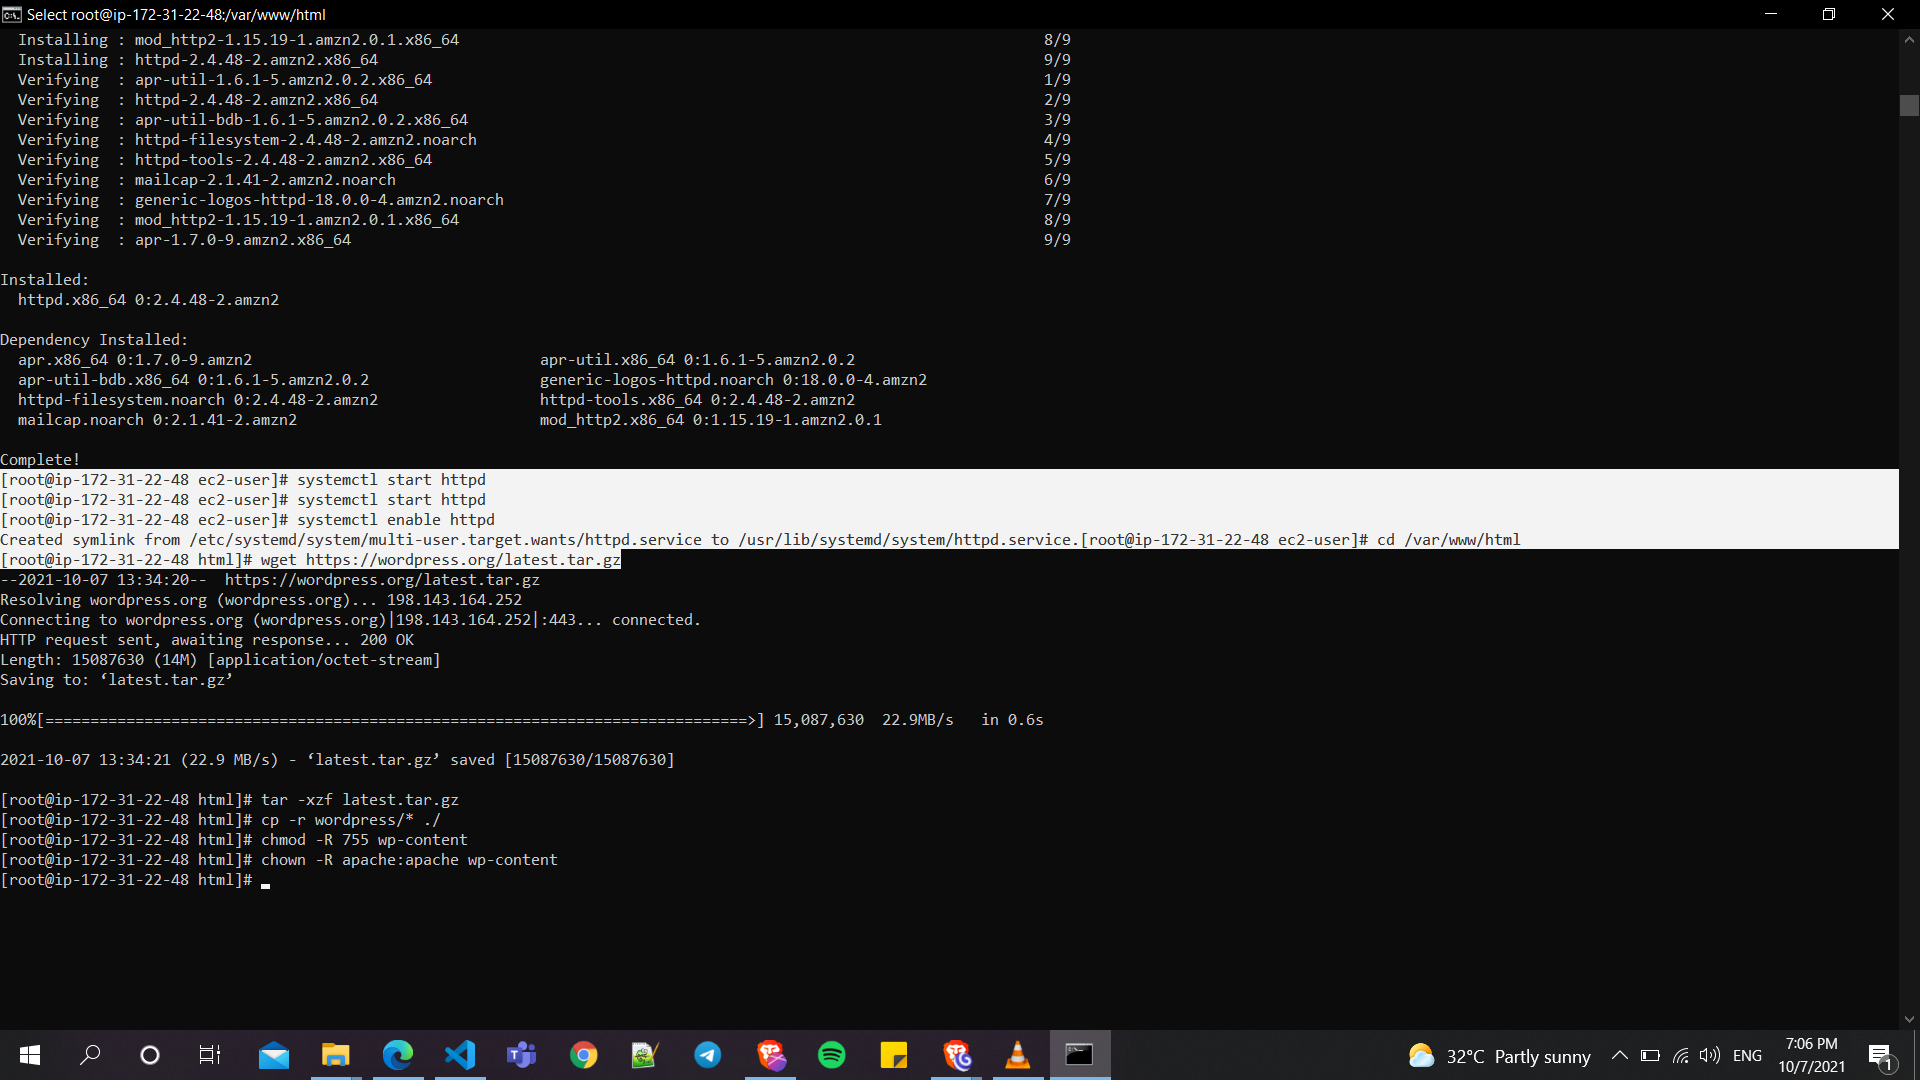 Select root@ip-172-31-22-48:/var/www/html
Installing : mod_http2-1.15.19-1.amzn2.0.1.x86_64 8/9
Installing : httpd-2.4.48-2.amzn2.x86_64 9/9
Verifying : apr-util-1.6.1-5.amzn2.0.2.x86_64 1/9
Verifying : httpd-2.4.48-2.amzn2.x86_64 2/9
Verifying : apr-util-bdb-1.6.1-5.amzn2.0.2.x86_64 3/9
Verifying : httpd-filesystem-2.4.48-2.amzn2.noarch 4/9
Verifying : httpd-tools-2.4.48-2.amzn2.x86_64 5/9
Verifying : mailcap-2.1.41-2.amzn2.noarch 6/9
Verifying : generic-logos-httpd-18.0.0-4.amzn2.noarch 7/9
Verifying : mod_http2-1.15.19-1.amzn2.0.1.x86_64 8/9
Verifying : apr-1.7.0-9.amzn2.x86_64 9/9
Installed:
httpd.x86_64 0:2.4.48-2.amzn2
Dependency Installed:
apr.x86_64 0:1.7.0-9.amzn2 apr-util.x86_64 0:1.6.1-5.amzn2.0.2
apr-util-bdb.x86_64 0:1.6.1-5.amzn2.0.2 generic-logos-httpd.noarch 0:18.0.0-4.amzn2
httpd-filesystem.noarch 0:2.4.48-2.amzn2 httpd-tools.x86_64 0:2.4.48-2.amzn2
mailcap.noarch 0:2.1.41-2.amzn2 mod_http2.x86_64 0:1.15.19-1.amzn2.0.1
Complete!
[root@ip-172-31-22-48 ec2-user]# systemctl start httpd
[root@ip-172-31-22-48 ec2-user]# systemctl start httpd
[root@ip-172-31-22-48 ec2-user]# systemctl enable httpd
Created symlink from /etc/systemd/system/multi-user.target.wants/httpd.service to /usr/lib/systemd/system/httpd.service.[root@ip-172-31-22-48 ec2-user]# cd /var/www/html
[root@ip-172-31-22-48 html]# wget https://wordpress.org/latest.tar.gz
--2021-10-07 13:34:20-- https://wordpress.org/latest.tar.gz
Resolving wordpress.org (wordpress.org)... 198.143.164.252
Connecting to wordpress.org (wordpress.org)|198.143.164.252|:443... connected.
HTTP request sent, awaiting response... 200 OK
Length: 15087630 (14M) [application/octet-stream]
Saving to: ‘latest.tar.gz’
100%[==============================================================================>] 15,087,630 22.9MB/s in 0.6s
2021-10-07 13:34:21 (22.9 MB/s) - ‘latest.tar.gz’ saved [15087630/15087630]
[root@ip-172-31-22-48 html]# tar -xzf latest.tar.gz
[root@ip-172-31-22-48 html]# cp -r wordpress/* ./
[root@ip-172-31-22-48 html]# chmod -R 755 wp-content
[root@ip-172-31-22-48 html]# chown -R apache:apache wp-content
[root@ip-172-31-22-48 html]#
32°C Partly sunny
ENG
7:06 PM
10/7/2021
1